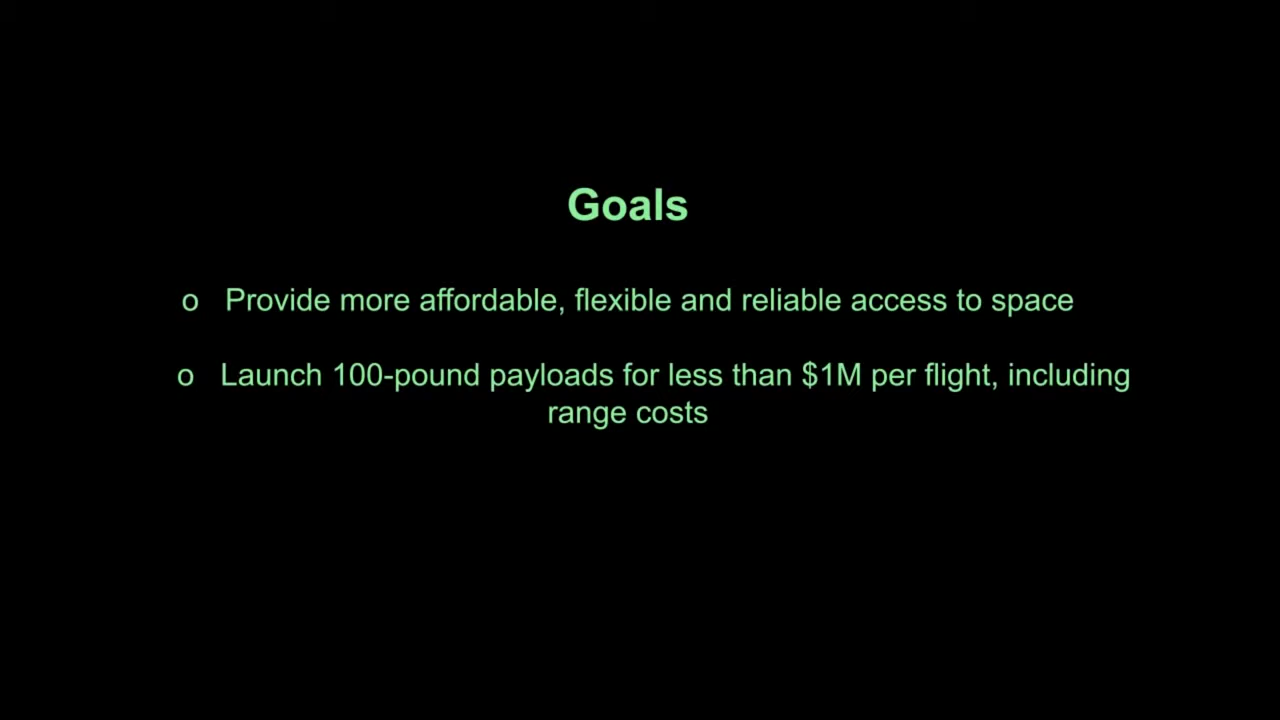 Goals
o Provide more affordable, flexible and reliable access to space
o Launch 100-pound payloads for less than $1M per flight, including
range costs